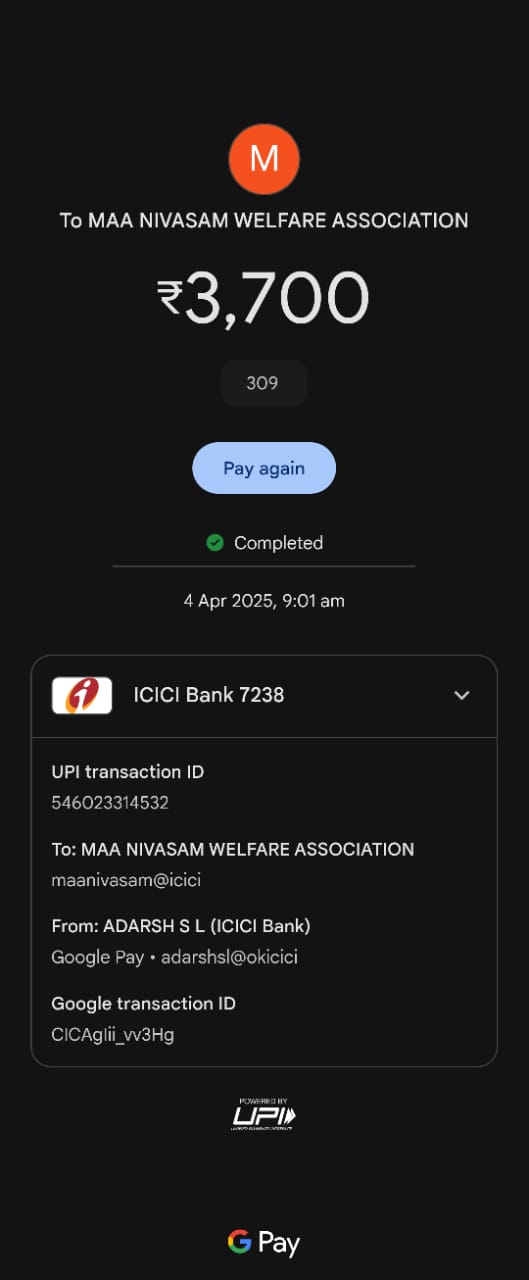 M
To MAA NIVASAM WELFARE ASSOCIATION
₹3,700
309
Pay again
Completed
4 Apr 2025, 9:01 am
ICICI Bank 7238
UPI transaction ID
546023314532
To: MAA NIVASAM WELFARE ASSOCIATION
maanivasam@icici
From: ADARSH S L (ICICI Bank)
Google Pay • adarshsl@okicici
Google transaction ID
CICAgIii_vv3Hg
POWERED BY
UPI
G Pay